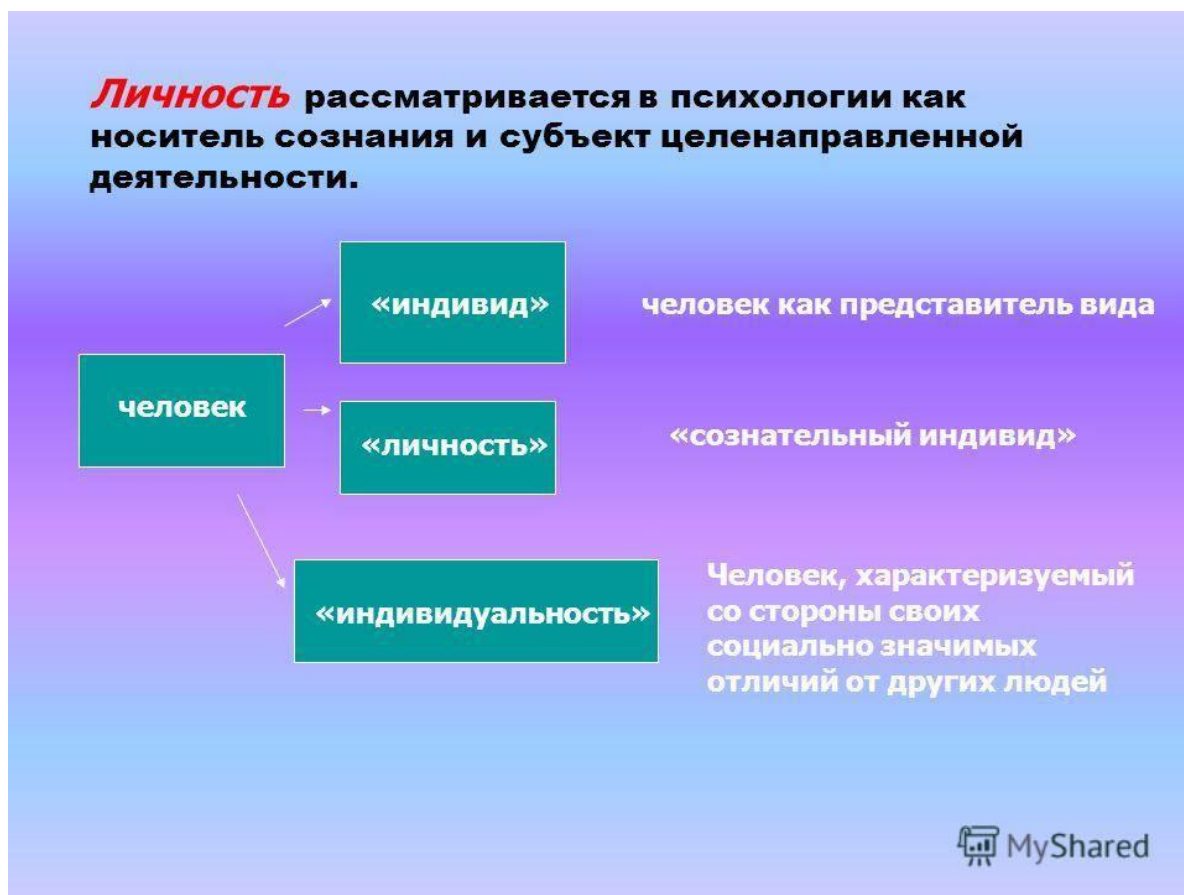 Личность рассматривается в психологии как
носитель сознания и субъект целенаправленной
деятельности.
«индивид»
человек как представитель вида
человек
«личность»
«сознательный индивид»
«индивидуальность»
Человек, характеризуемый
со стороны своих
социально значимых
отличий от других людей
MyShared